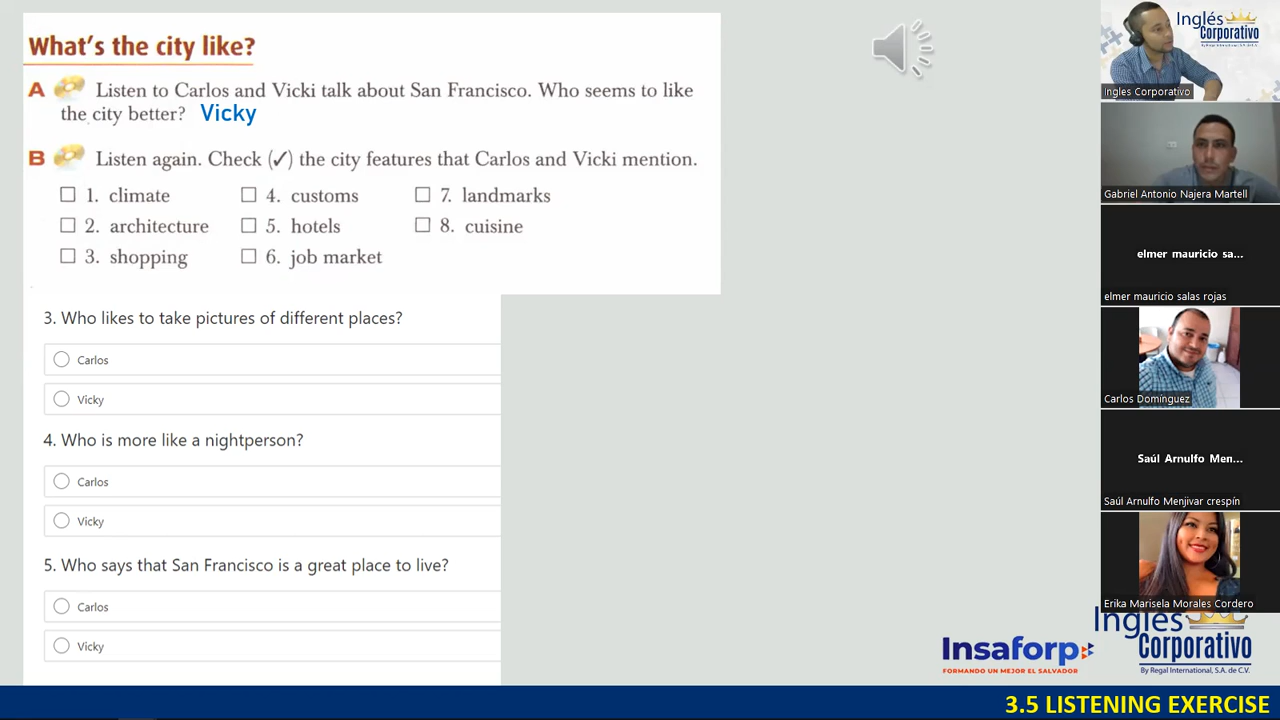 What's the city like?
A Listen to Carlos and Vicki talk about San Francisco. Who seems to like
the city better? Vicky
B Listen again. Check (✓) the city features that Carlos and Vicki mention.
1. climate
4. customs
7. landmarks
2. architecture
5. hotels
8. cuisine
3. shopping
6. job market
3. Who likes to take pictures of different places?
Carlos
Vicky
4. Who is more like a nightperson?
Carlos
Vicky
5. Who says that San Francisco is a great place to live?
Carlos
Vicky
Inglés
Corporativo
By Regal International, S.A. de C.V.
Ingles Corporativo
Gabriel Antonio Najera Martell
elmer mauricio sa...
elmer mauricio salas rojas
Carlos Domínguez
Saúl Arnulfo Men...
Saúl Arnulfo Menjivar crespín
Erika Marisela Morales Cordero
Insaforp
FORMANDO UN MEJOR EL SALVADOR
Inglés
Corporativo
By Regal International, S.A. de C.V.
3.5 LISTENING EXERCISE